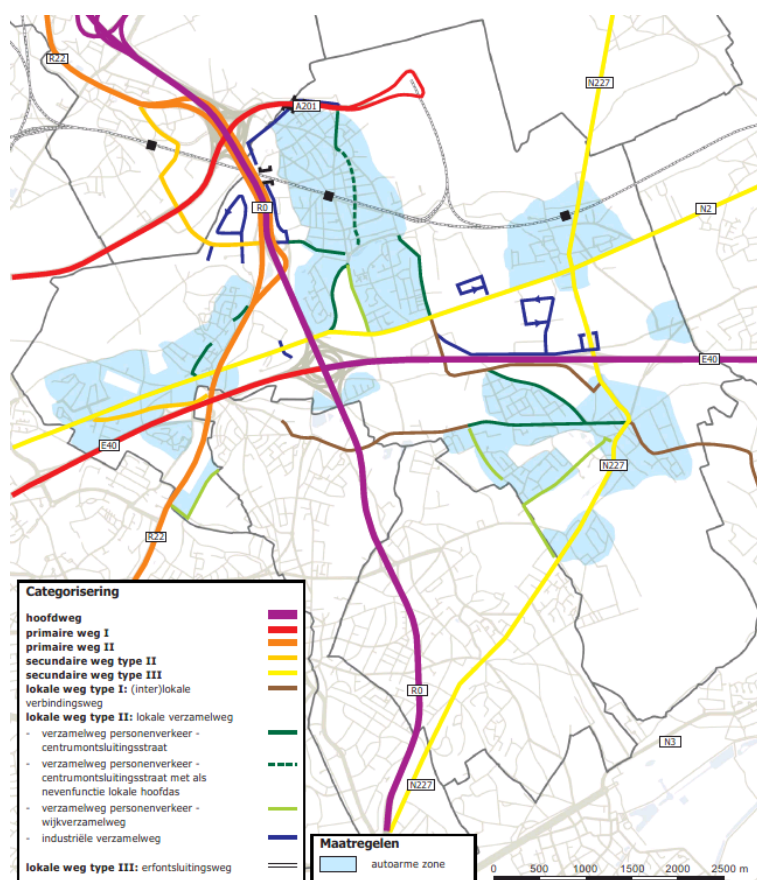 R22
N227
A201
R0
N2
E40
E40
N227
R22
R0
N3
N227
Categorisering
hoofdweg
primaire weg I
primaire weg II
secundaire weg type II
secundaire weg type III
lokale weg type I: (inter)lokale
verbindingsweg
lokale weg type II: lokale verzamelweg
- verzamelweg personenverkeer -
centrumontsluitingsstraat
- verzamelweg personenverkeer -
centrumontsluitingsstraat met als
nevenfunctie lokale hoofdas
- verzamelweg personenverkeer -
wijkverzamelweg
- industriële verzamelweg
lokale weg type III: erfontsluitingsweg
Maatregelen
autoarme zone
0 500 1000 1500 2000 2500 m